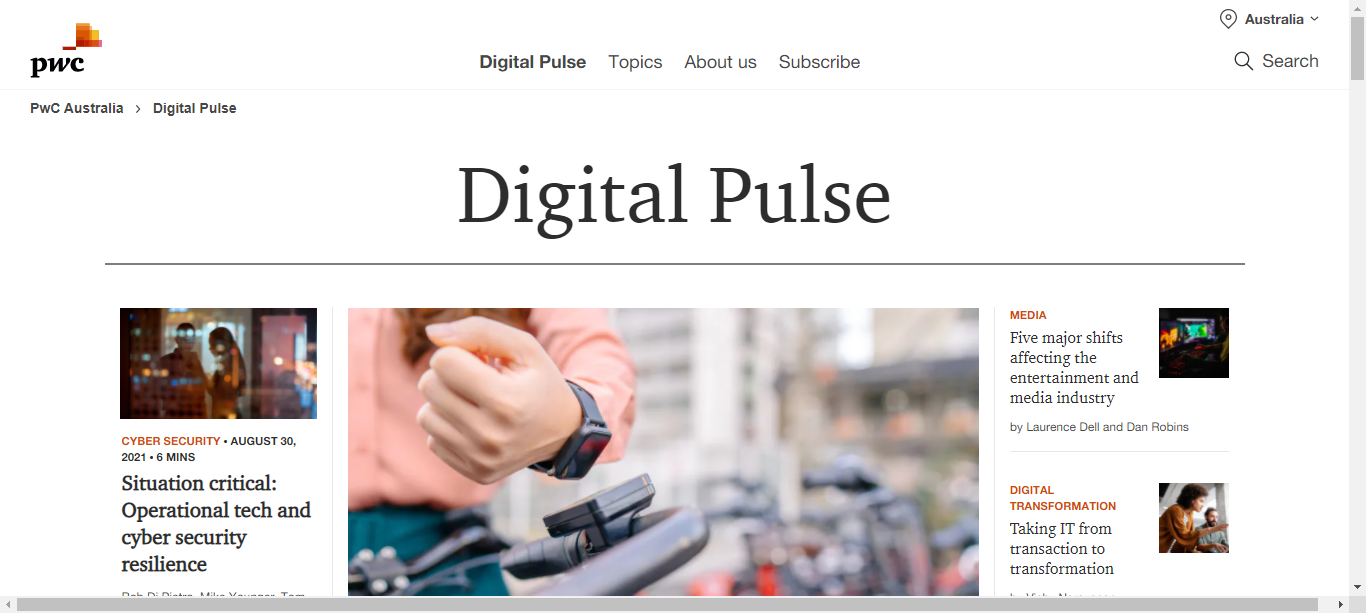 Australia
pwc
Digital Pulse Topics About us Subscribe
Search
PwC Australia > Digital Pulse
Digital Pulse
CYBER SECURITY • AUGUST 30,
2021 • 6 MINS
Situation critical:
Operational tech and
cyber security
resilience
MEDIA
Five major shifts
affecting the
entertainment and
media industry
by Laurence Dell and Dan Robins
DIGITAL
TRANSFORMATION
Taking IT from
transaction to
transformation